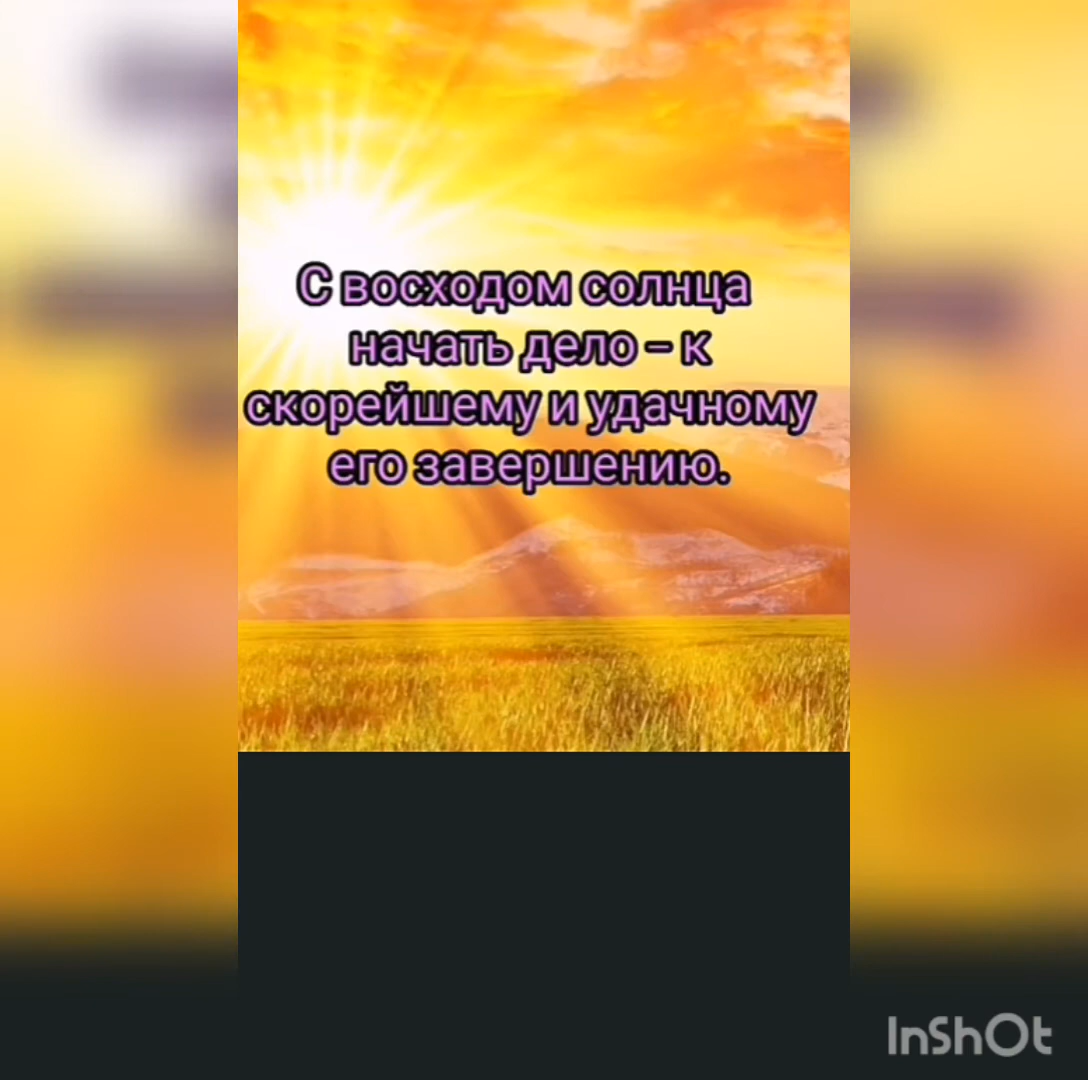 С восходом солнца
начать дело – к
скорейшему и удачному
его завершению.
InShOt